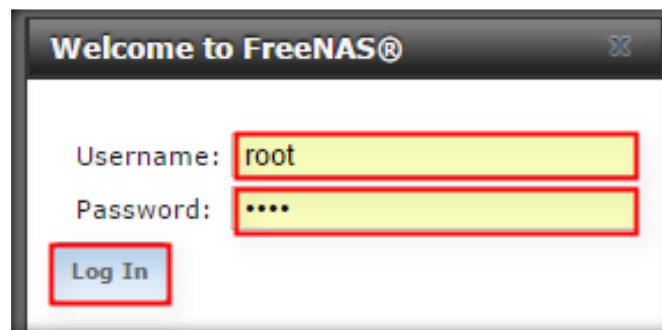 Welcome to FreeNAS®
Username: root
Password: ••••
Log In